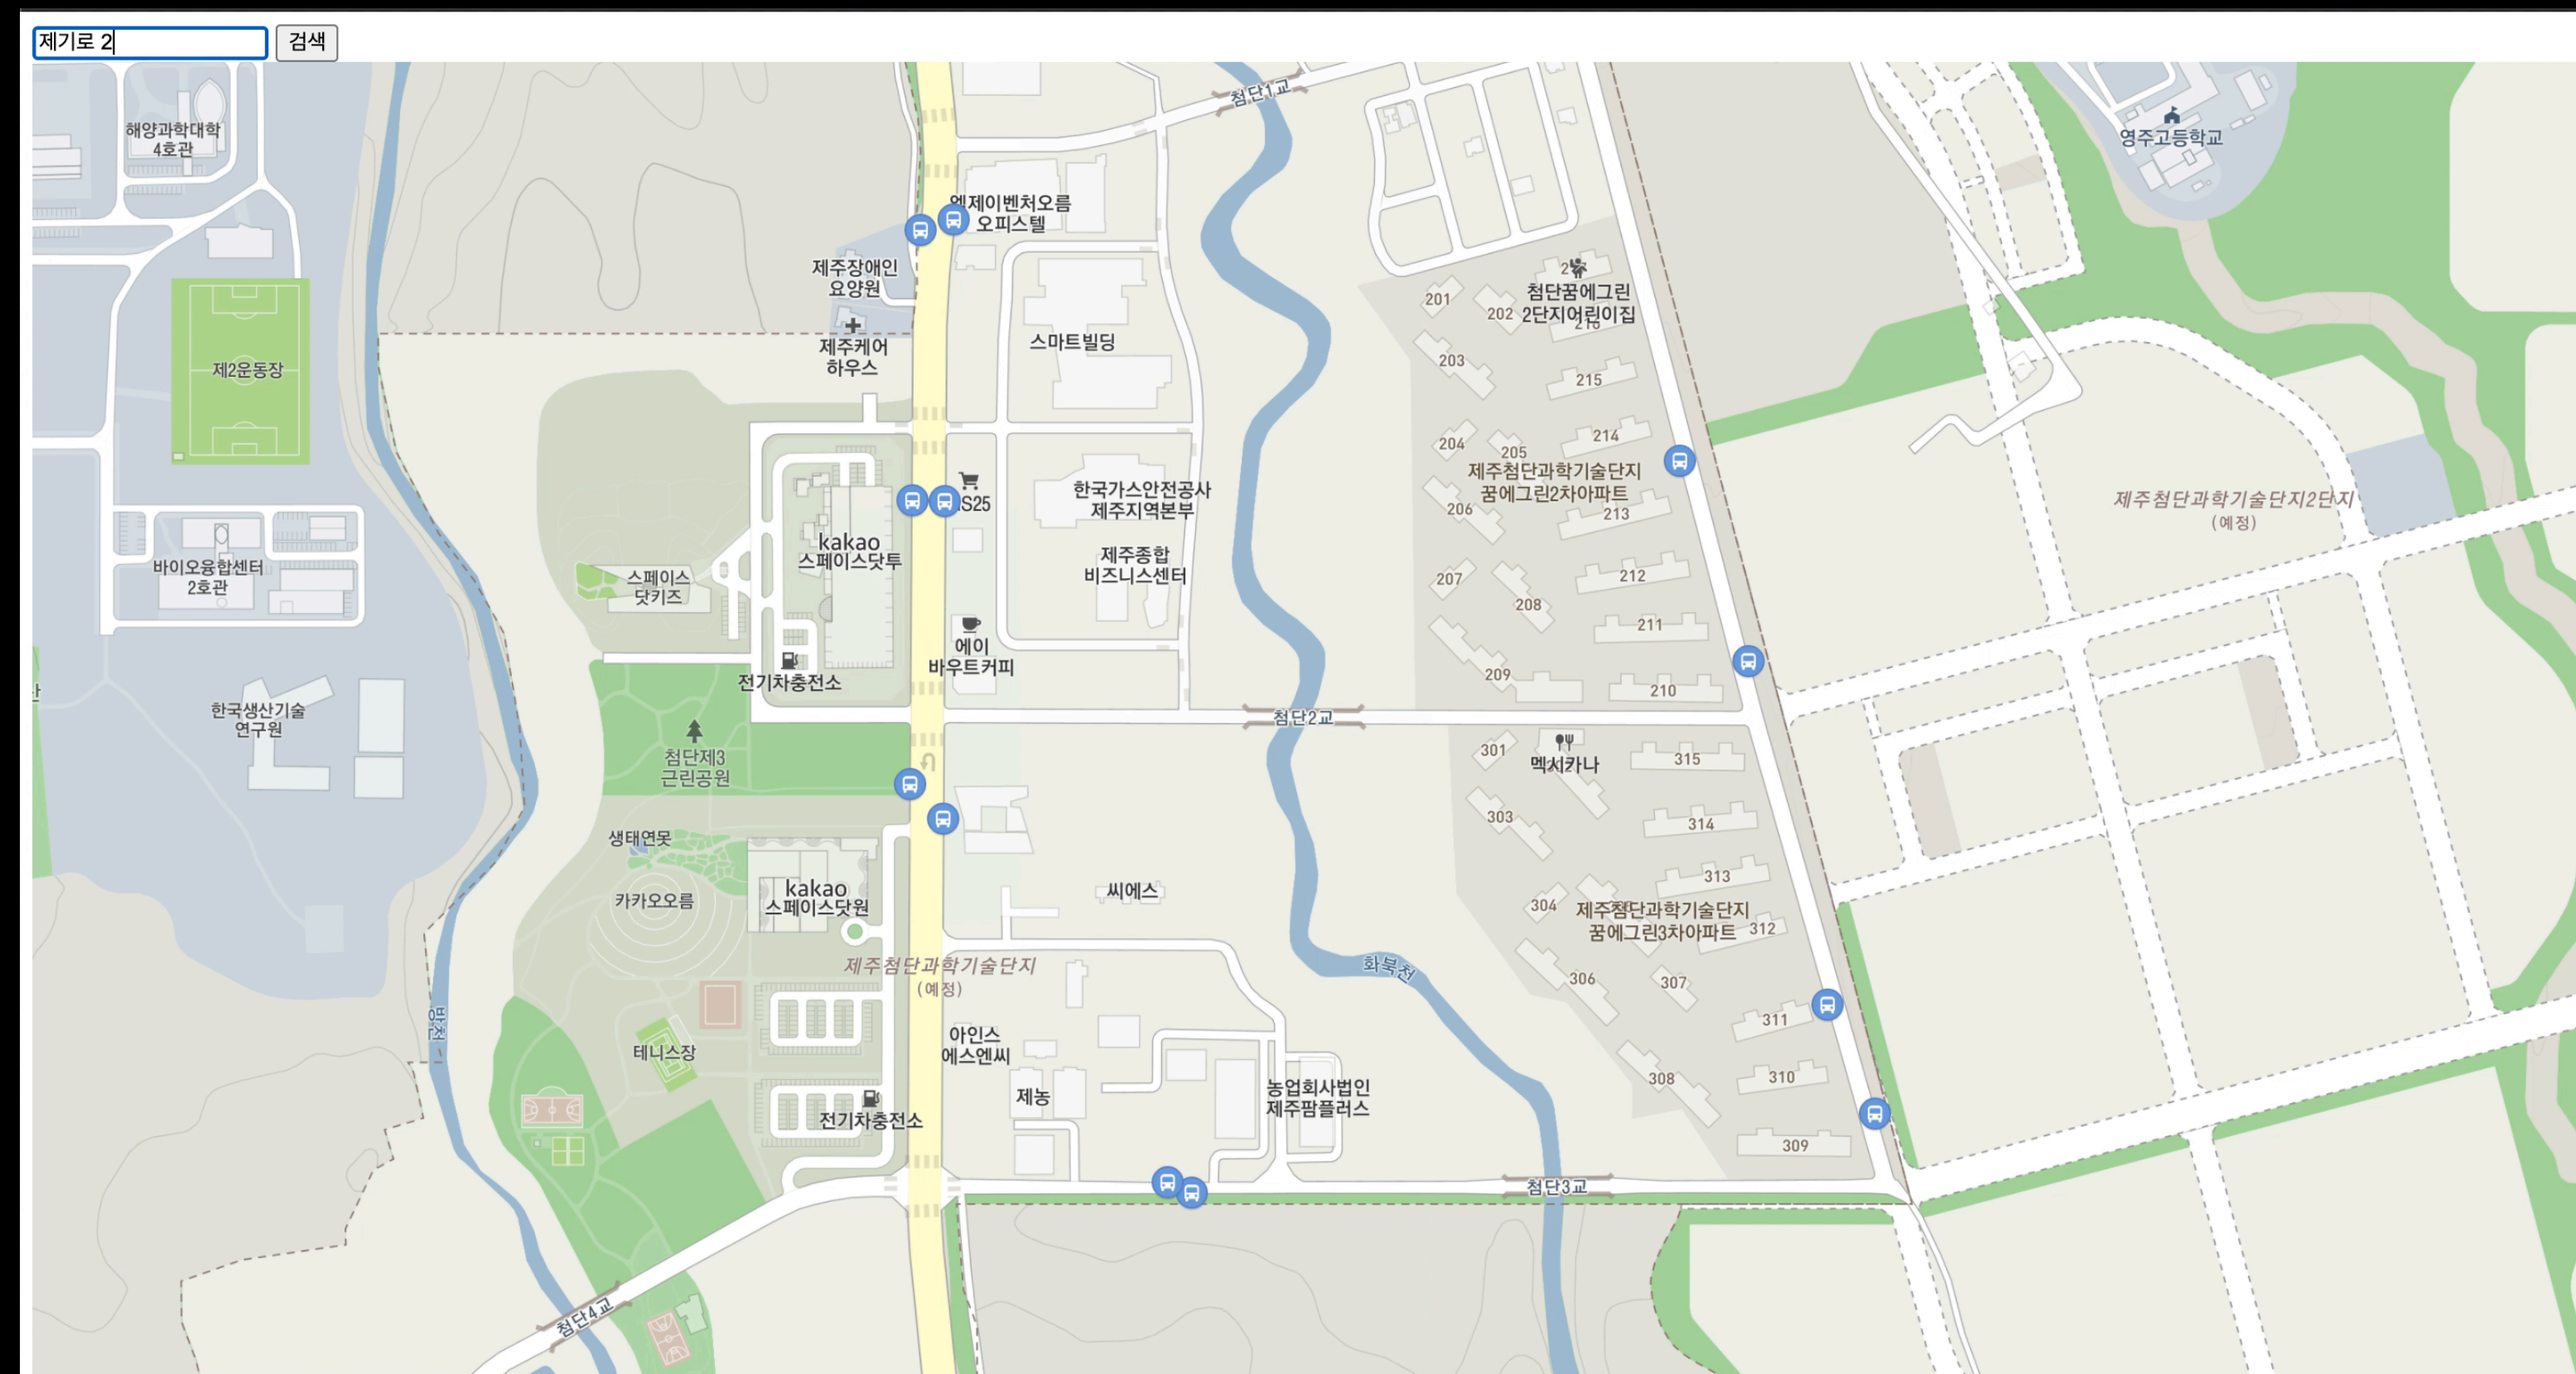 제기로 2
검색
첨단1교
해양과학대학
4호관
영주고등학교
엘제이벤처오름
오피스텔
제주장애인
요양원
201
202
첨단꿈에그린
2단지어린이집
216
제주케어
하우스
스마트빌딩
203
215
제2운동장
204
205
214
제주첨단과학기술단지
꿈에그린2차아파트
206
213
S25
한국가스안전공사
제주지역본부
제주첨단과학기술단지2단지
(예정)
kakao
스페이스닷투
제주종합
비즈니스센터
바이오융합센터
2호관
스페이스
닷키즈
207
212
208
211
에이
바우트커피
209
210
전기차충전소
한국생산기술
연구원
첨단2교
첨단제3
근린공원
301
멕시카나
315
303
314
생태연못
카카오오름
kakao
스페이스닷원
씨에스
313
304
제주첨단과학기술단지
꿈에그린3차아파트
312
제주첨단과학기술단지
(예정)
화북천
306
307
방천
311
테니스장
아인스
에스엔씨
제농
308
310
농업회사법인
제주팜플러스
전기차충전소
309
첨단3교
첨단4교